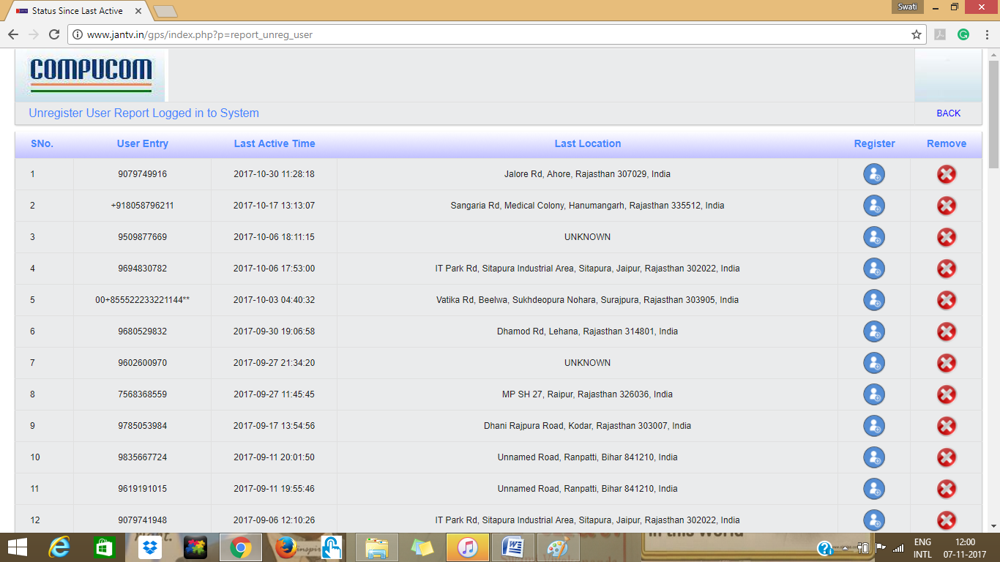 Status Since Last Active
Swati
www.jantv.in/gps/index.php?p=report_unreg_user
COMPUCOM
Unregister User Report Logged in to System BACK
SNo. User Entry Last Active Time Last Location Register Remove
1 9079749916 2017-10-30 11:28:18 Jalore Rd, Ahore, Rajasthan 307029, India
2 +918058796211 2017-10-17 13:13:07 Sangaria Rd, Medical Colony, Hanumangarh, Rajasthan 335512, India
3 9509877669 2017-10-06 18:11:15 UNKNOWN
4 9694830782 2017-10-06 17:53:00 IT Park Rd, Sitapura Industrial Area, Sitapura, Jaipur, Rajasthan 302022, India
5 00+855522233221144** 2017-10-03 04:40:32 Vatika Rd, Beelwa, Sukhdeopura Nohara, Surajpura, Rajasthan 303905, India
6 9680529832 2017-09-30 19:06:58 Dhamod Rd, Lehana, Rajasthan 314801, India
7 9602600970 2017-09-27 21:34:20 UNKNOWN
8 7568368559 2017-09-27 11:45:45 MP SH 27, Raipur, Rajasthan 326036, India
9 9785053984 2017-09-17 13:54:56 Dhani Rajpura Road, Kodar, Rajasthan 303007, India
10 9835667724 2017-09-11 20:01:50 Unnamed Road, Ranpatti, Bihar 841210, India
11 9619191015 2017-09-11 19:55:46 Unnamed Road, Ranpatti, Bihar 841210, India
12 9079741948 2017-09-06 12:10:26 IT Park Rd, Sitapura Industrial Area, Sitapura, Jaipur, Rajasthan 302022, India
in this world
ENG 12:00
INTL 07-11-2017